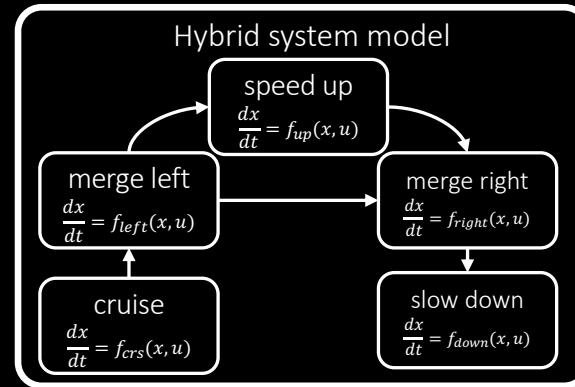 Hybrid system model
speed up
dx/dt = f_up(x, u)
merge left
dx/dt = f_left(x, u)
merge right
dx/dt = f_right(x, u)
cruise
dx/dt = f_crs(x, u)
slow down
dx/dt = f_down(x, u)